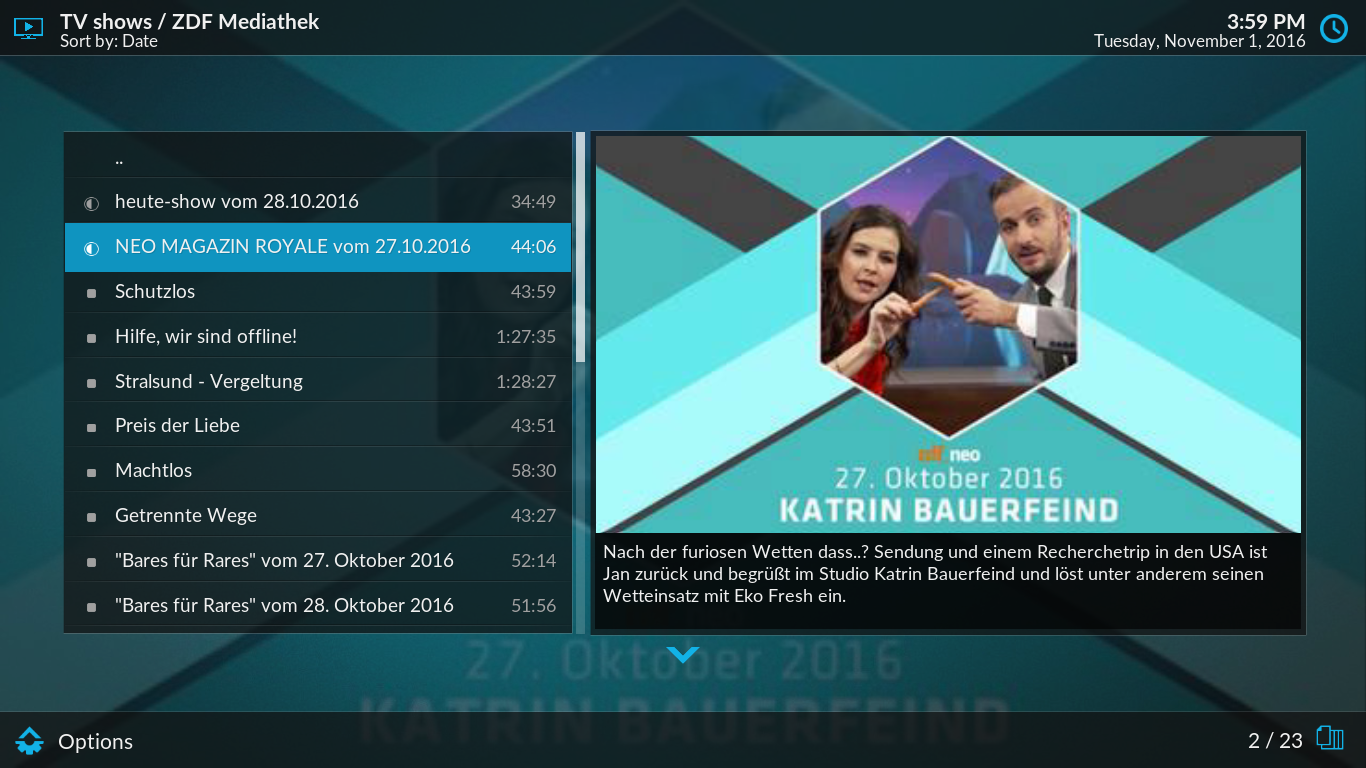 TV shows / ZDF Mediathek
Sort by: Date
3:59 PM
Tuesday, November 1, 2016
..
heute-show vom 28.10.2016 34:49
NEO MAGAZIN ROYALE vom 27.10.2016 44:06
Schutzlos 43:59
Hilfe, wir sind offline! 1:27:35
Stralsund - Vergeltung 1:28:27
Preis der Liebe 43:51
Machtlos 58:30
Getrennte Wege 43:27
"Bares für Rares" vom 27. Oktober 2016 52:14
"Bares für Rares" vom 28. Oktober 2016 51:56
neo
27. Oktober 2016
KATRIN BAUERFEIND
Nach der furiosen Wetten dass..? Sendung und einem Recherchetrip in den USA ist
Jan zurück und begrüßt im Studio Katrin Bauerfeind und löst unter anderem seinen
Wetteinsatz mit Eko Fresh ein.
27. Oktober 2016
KATRIN BAUERFEIND
Options
2 / 23